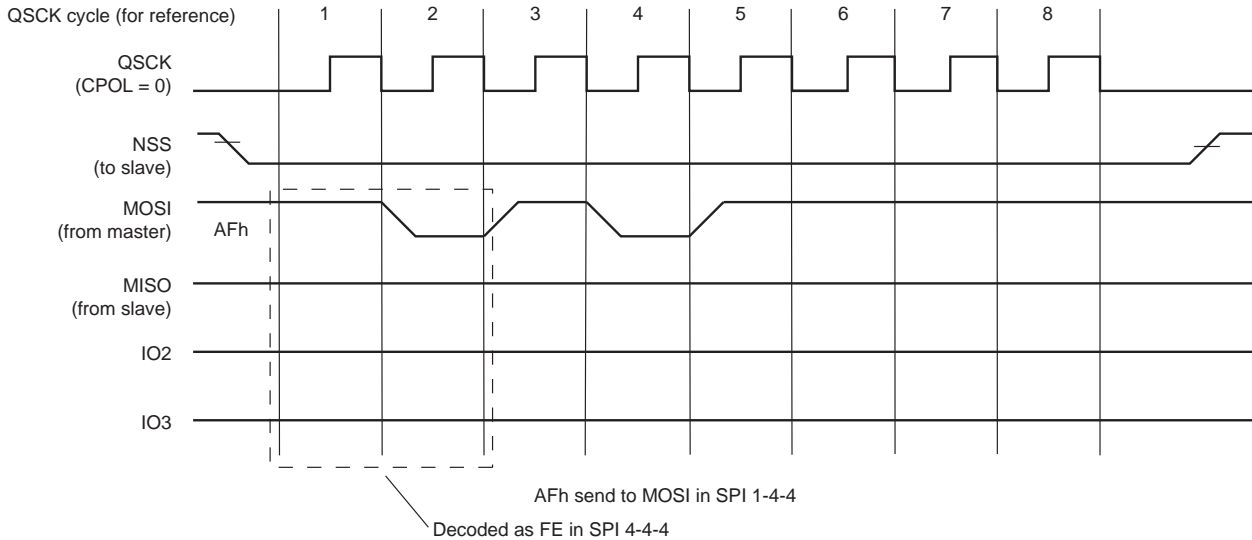 QSCK cycle (for reference) 1 2 3 4 5 6 7 8
QSCK
(CPOL = 0)
NSS
(to slave)
MOSI
(from master)
AFh
MISO
(from slave)
IO2
IO3
AFh send to MOSI in SPI 1-4-4
Decoded as FE in SPI 4-4-4